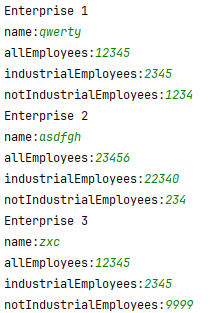 Enterprise 1
name:qwerty
allEmployees:12345
industrialEmployees:2345
notIndustrialEmployees:1234
Enterprise 2
name:asdfgh
allEmployees:23456
industrialEmployees:22340
notIndustrialEmployees:234
Enterprise 3
name:zxc
allEmployees:12345
industrialEmployees:2345
notIndustrialEmployees:9999